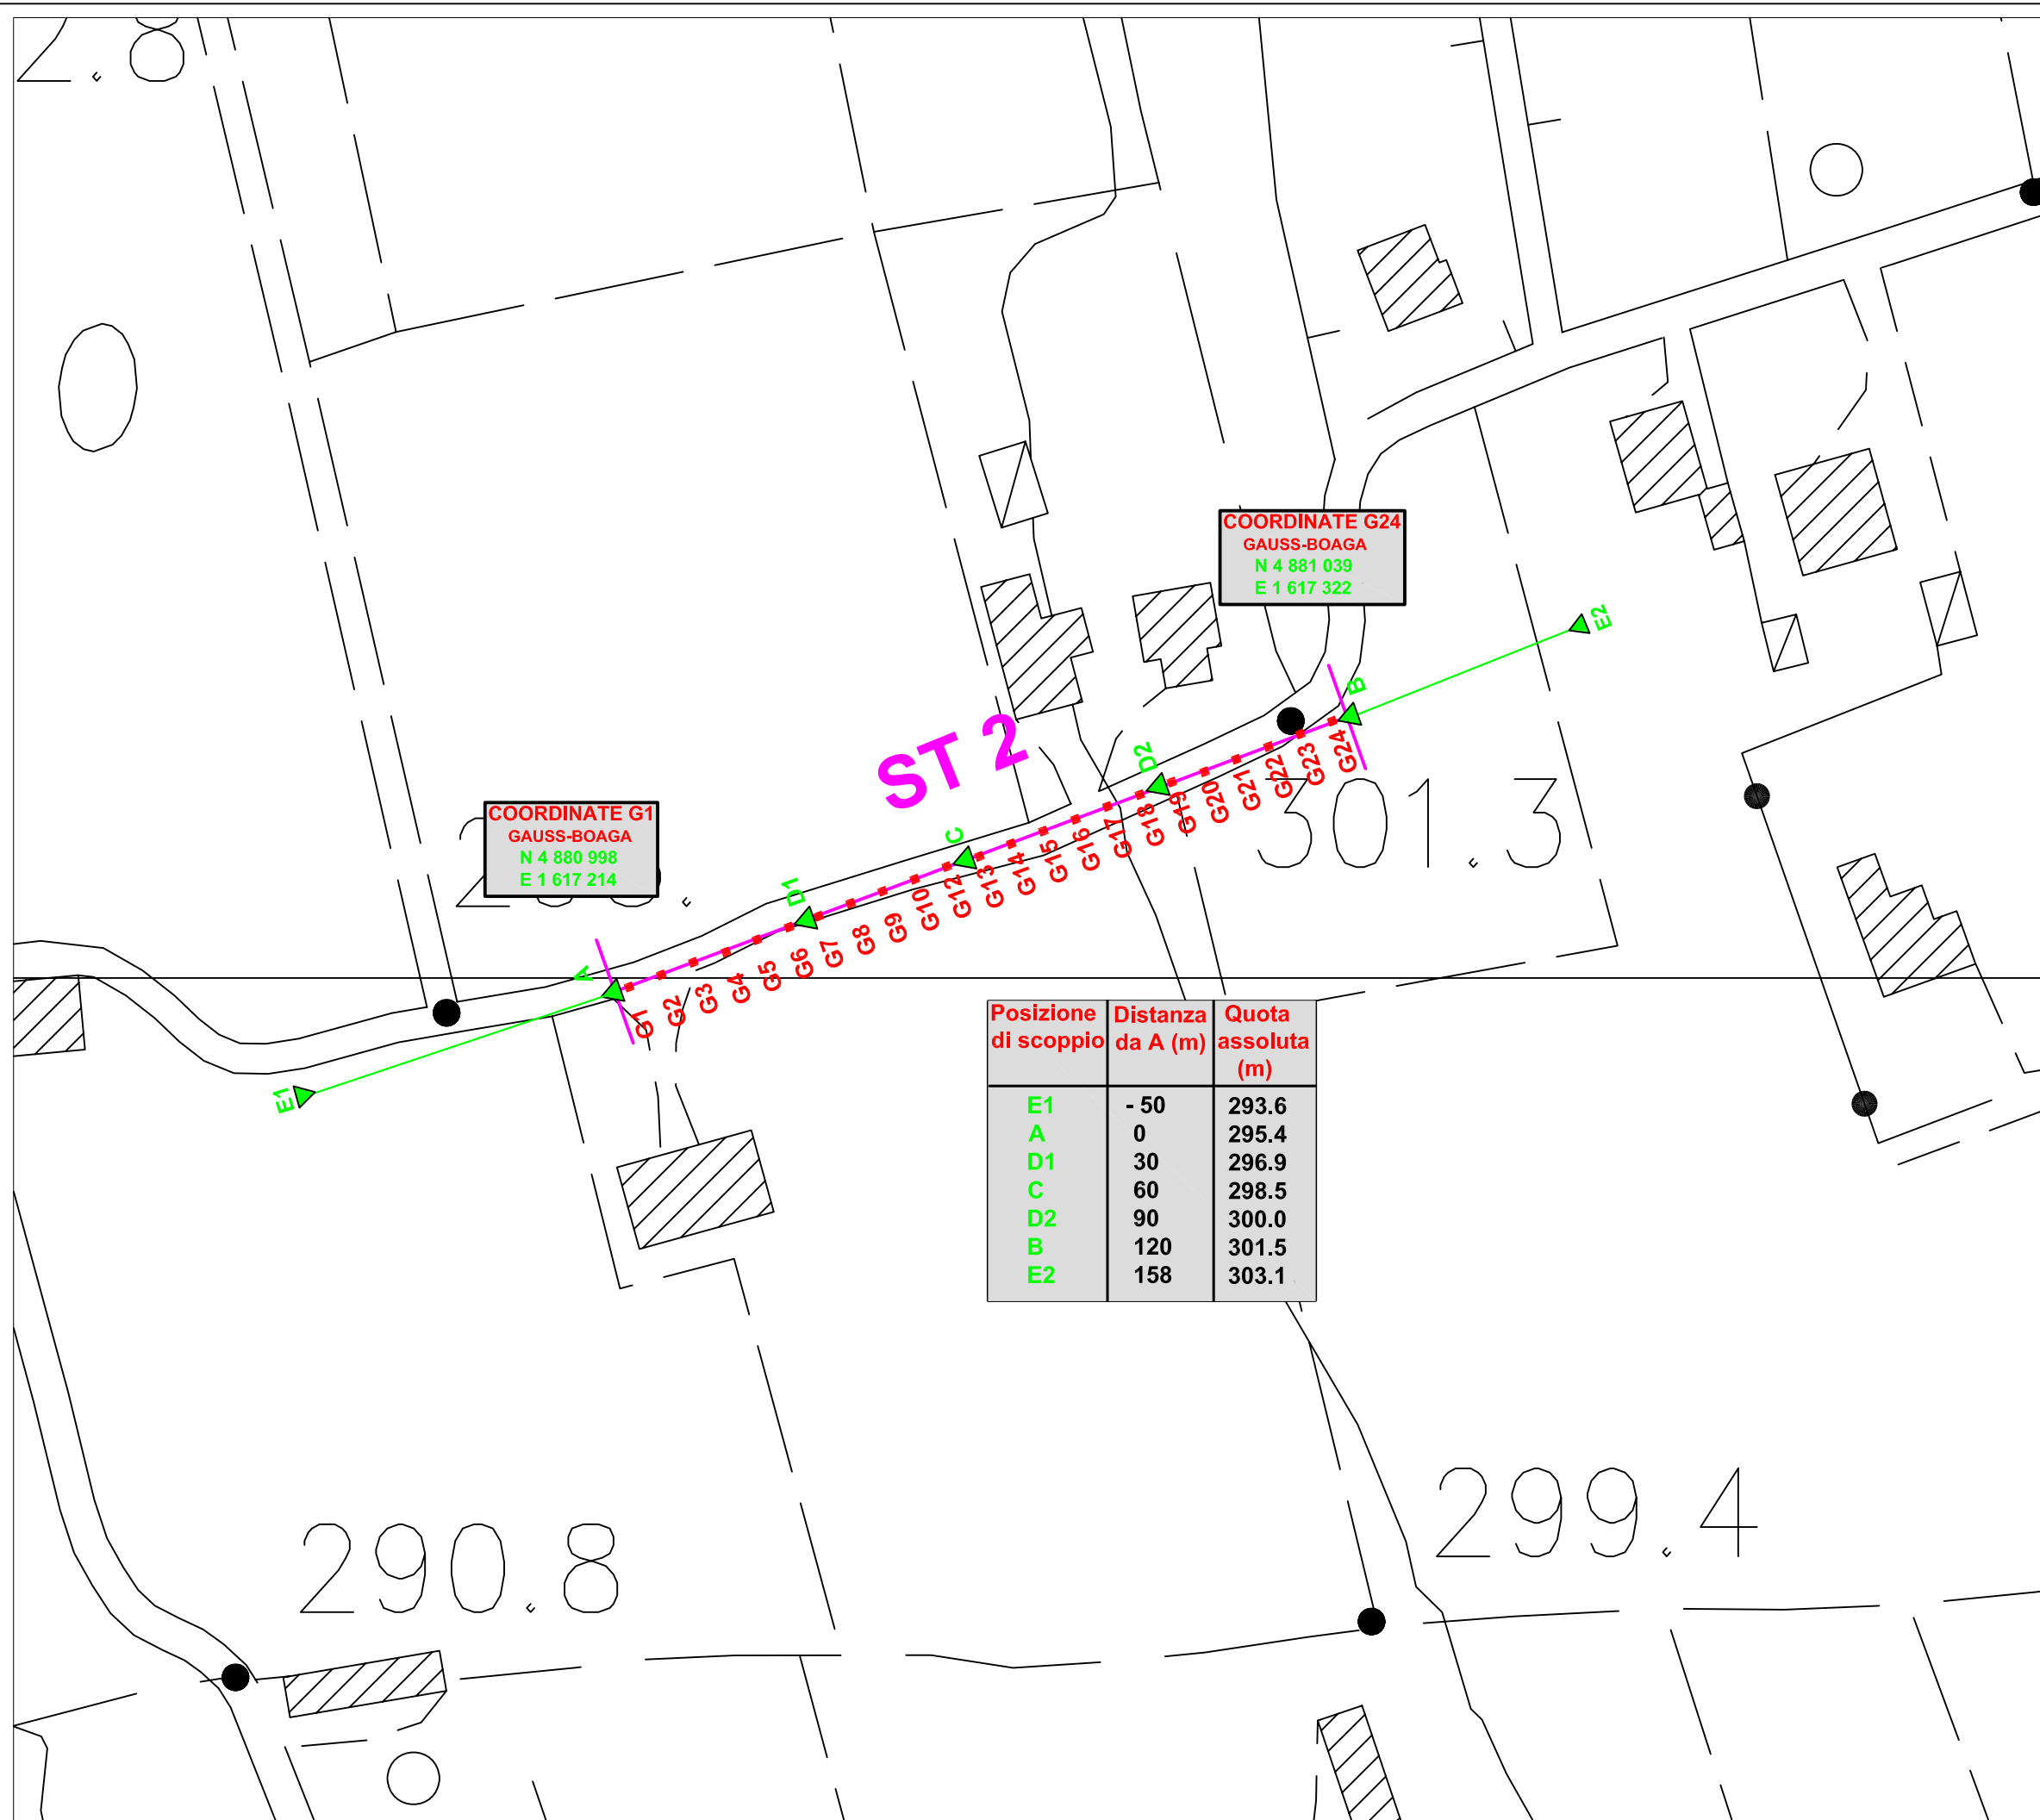 COORDINATE G24
GAUSS-BOAGA
N 4 881 039
E 1 617 322
E2
B
ST 2
D2
C
D1
A
E1
COORDINATE G1
GAUSS-BOAGA
N 4 880 998
E 1 617 214
G1
G2
G3
G4
G5
G6
G7
G8
G9
G10
G12
G13
G14
G15
G16
G17
G18
G19
G20
G21
G22
G23
G24
301.3
Posizione di scoppio Distanza da A (m) Quota assoluta (m)
E1 - 50 293.6
A 0 295.4
D1 30 296.9
C 60 298.5
D2 90 300.0
B 120 301.5
E2 158 303.1
299.4
290.8